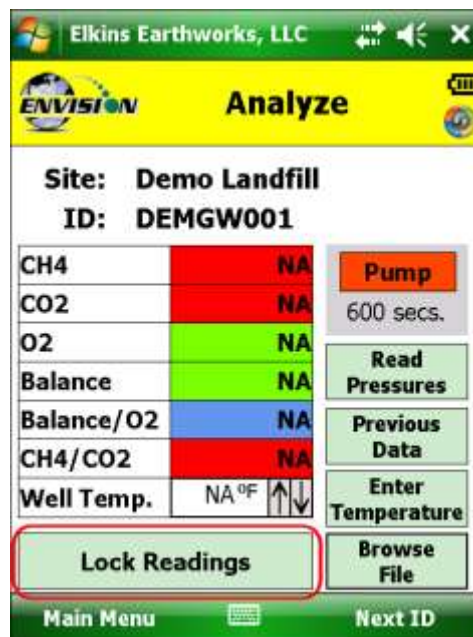 Elkins Earthworks, LLC
ENVISION
Analyze
Site: Demo Landfill
ID: DEMGW001
CH4 NA
CO2 NA
O2 NA
Balance NA
Balance/O2 NA
CH4/CO2 NA
Well Temp. NA ºF
Pump
600 secs.
Read
Pressures
Previous
Data
Enter
Temperature
Browse
File
Lock Readings
Main Menu
Next ID